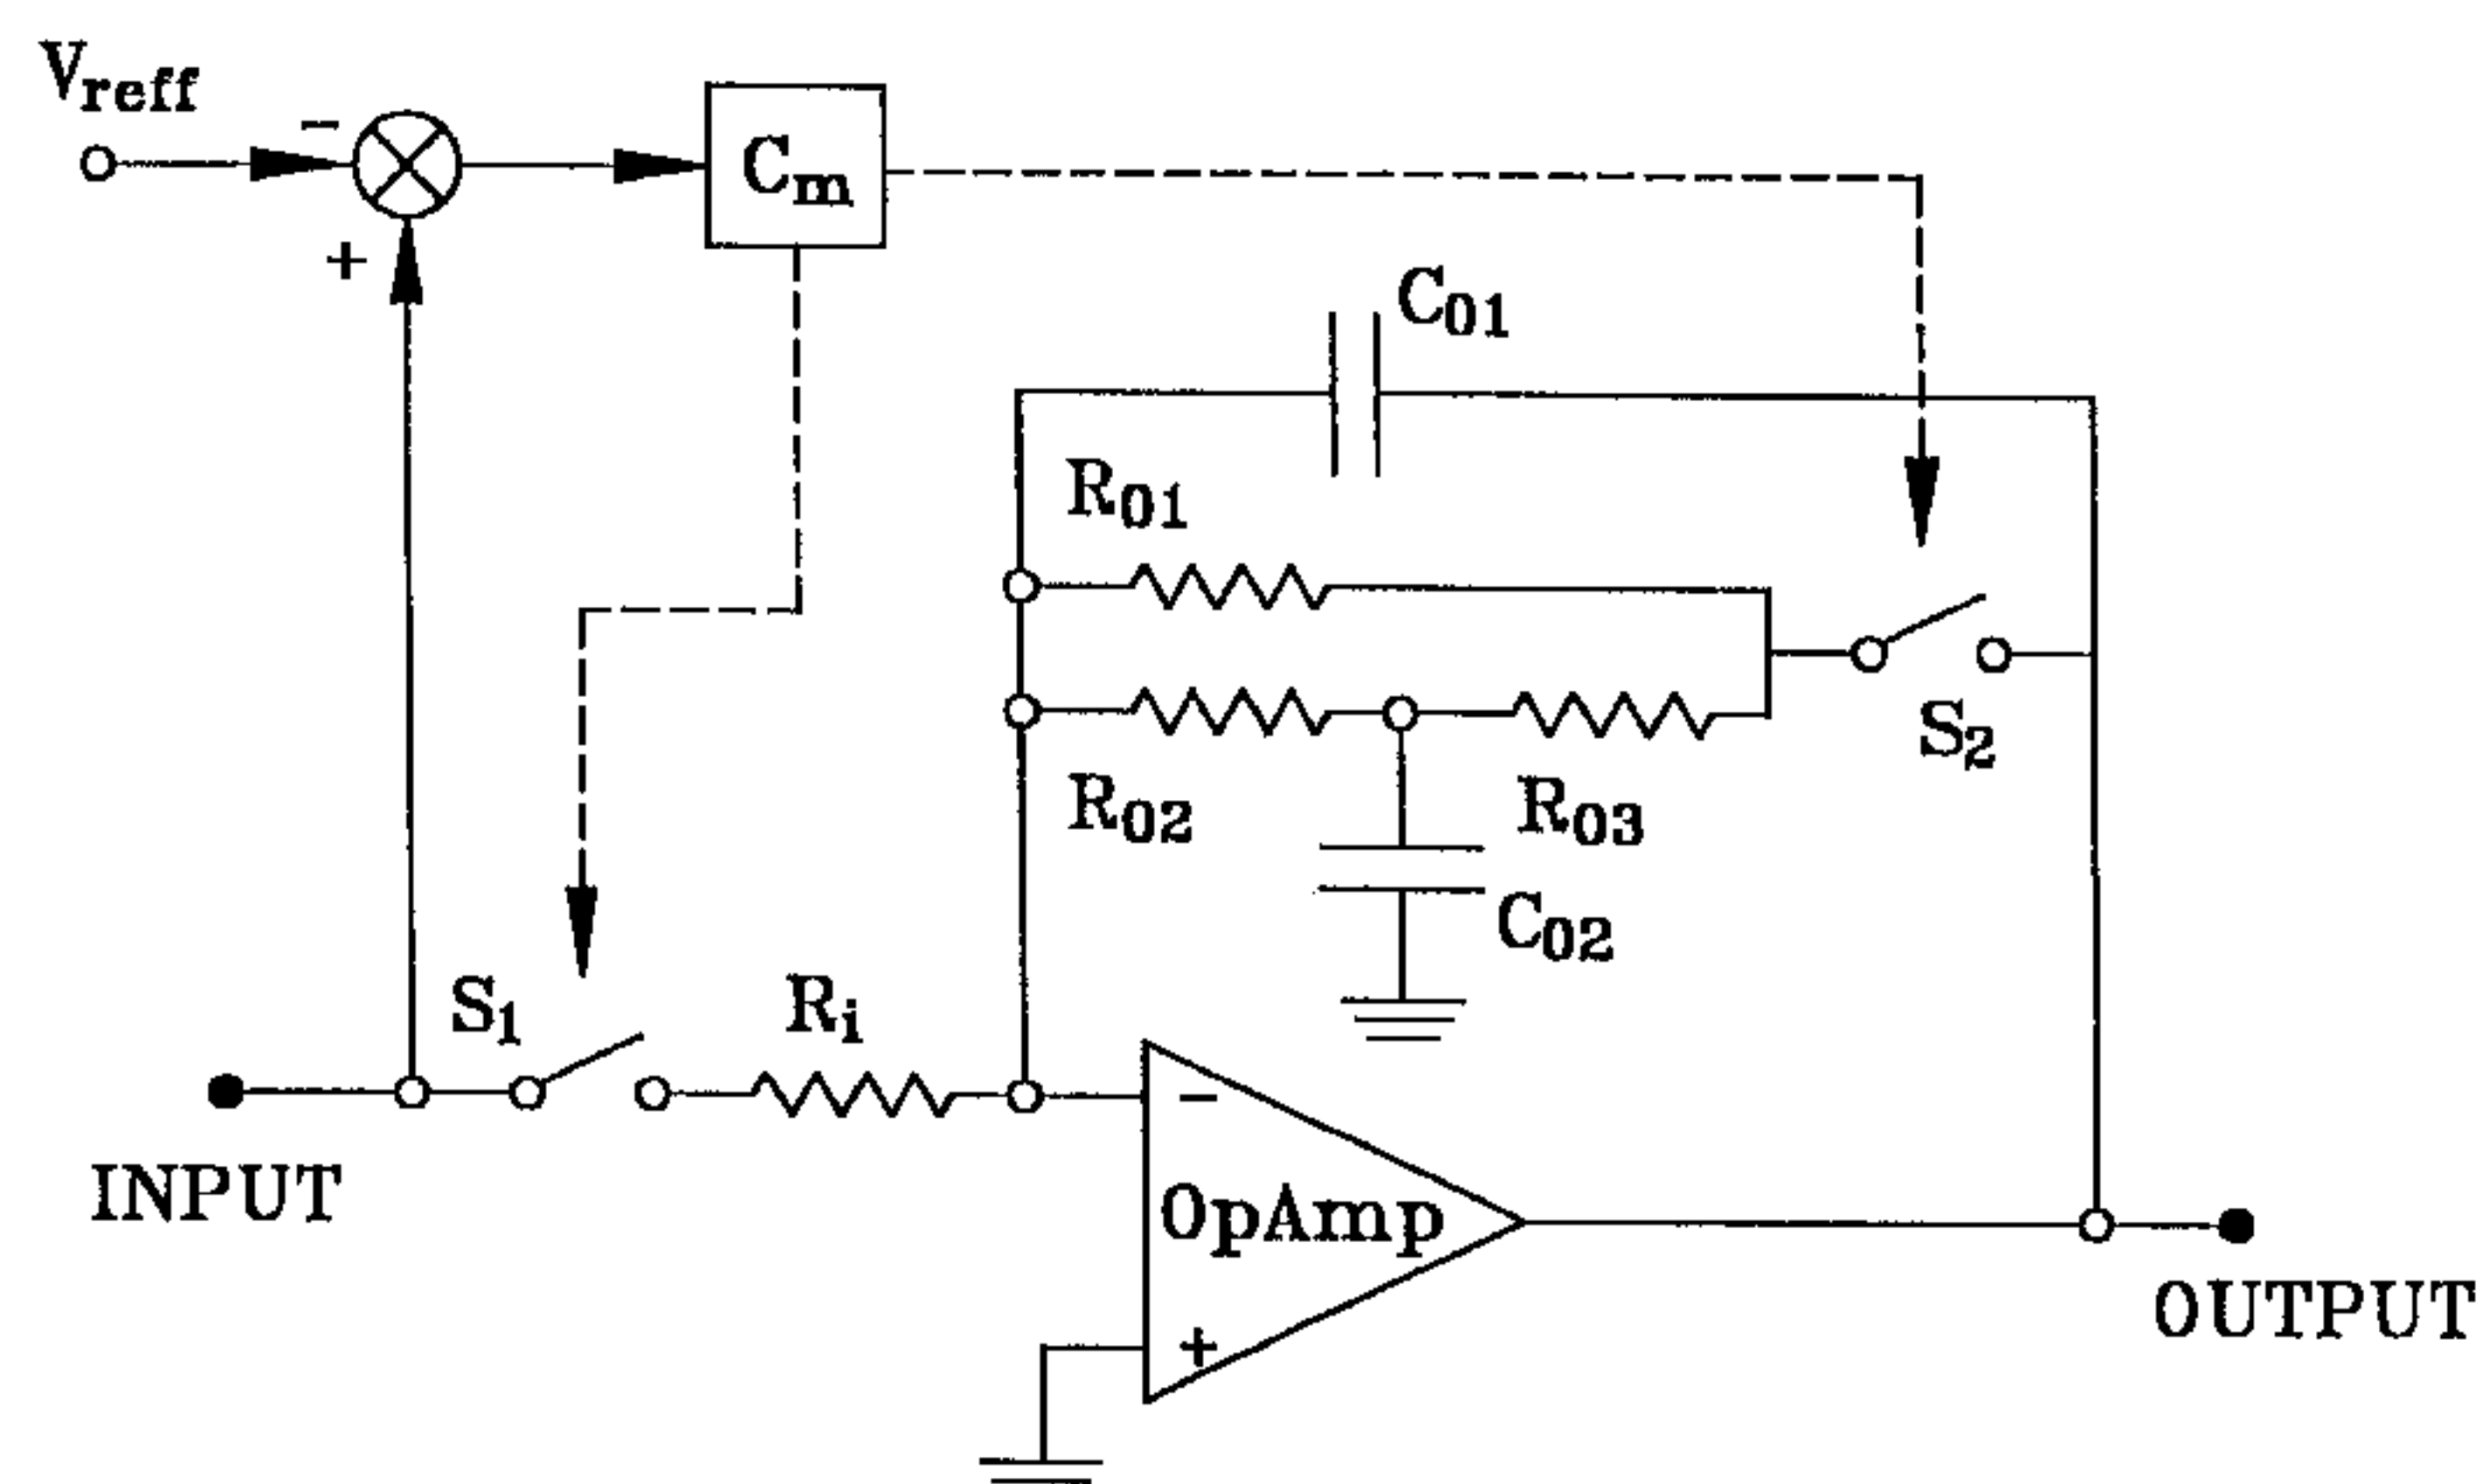 Vreff
−
+
Cm
C01
R01
R02
R03
S2
C02
S1
Ri
INPUT
−
OpAmp
+
OUTPUT